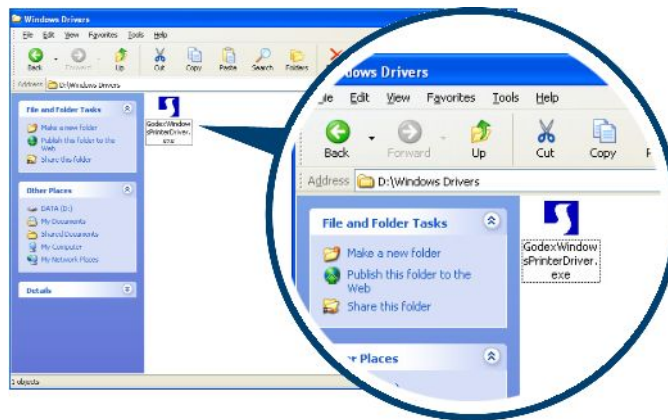 Windows Drivers
File Edit View Favorites Tools Help
Back Forward Up Cut Copy Paste Search Folders
Address D:\Windows Drivers
File and Folder Tasks
Make a new folder
Publish this folder to the
Web
Share this folder
Other Places
DATA (D:)
My Documents
Shared Documents
My Computer
My Network Places
Details
GodexWindow
sPrinterDriver.
exe
objects
dows Drivers
le Edit View Favorites Tools Help
Back Forward Up Cut Copy P
Address D:\Windows Drivers
File and Folder Tasks
Make a new folder
Publish this folder to the
Web
Share this folder
r Places
GodexWindow
sPrinterDriver.
exe